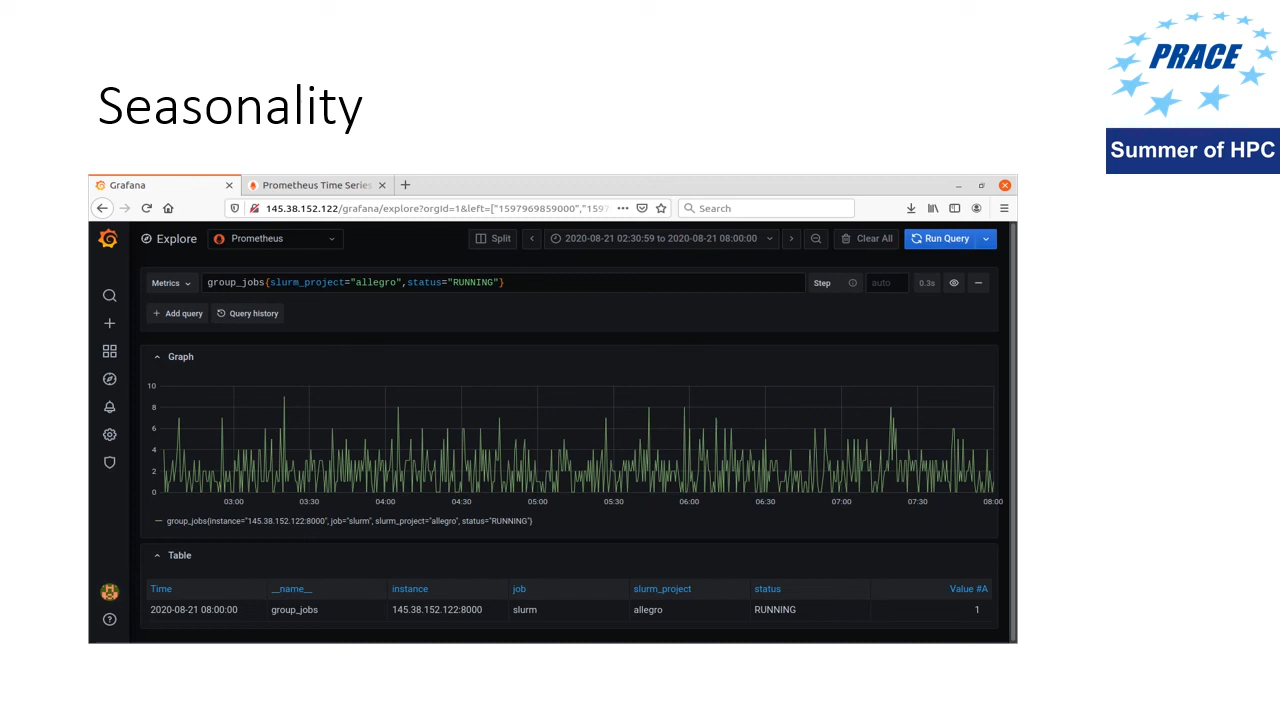 PRACE
Summer of HPC
Seasonality
Grafana
Prometheus Time Series
145.38.152.122/grafana/explore?orgId=1&left=["1597969859000","1597
Search
Explore
Prometheus
Split
2020-08-21 02:30:59 to 2020-08-21 08:00:00
Clear All
Run Query
Metrics
group_jobs{slurm_project="allegro",status="RUNNING"}
Step
auto
0.3s
+ Add query
Query history
Graph
10
8
6
4
2
0
03:00 03:30 04:00 04:30 05:00 05:30 06:00 06:30 07:00 07:30 08:00
group_jobs{instance="145.38.152.122:8000", job="slurm", slurm_project="allegro", status="RUNNING"}
Table
Time __name__ instance job slurm_project status Value #A
2020-08-21 08:00:00 group_jobs 145.38.152.122:8000 slurm allegro RUNNING 1